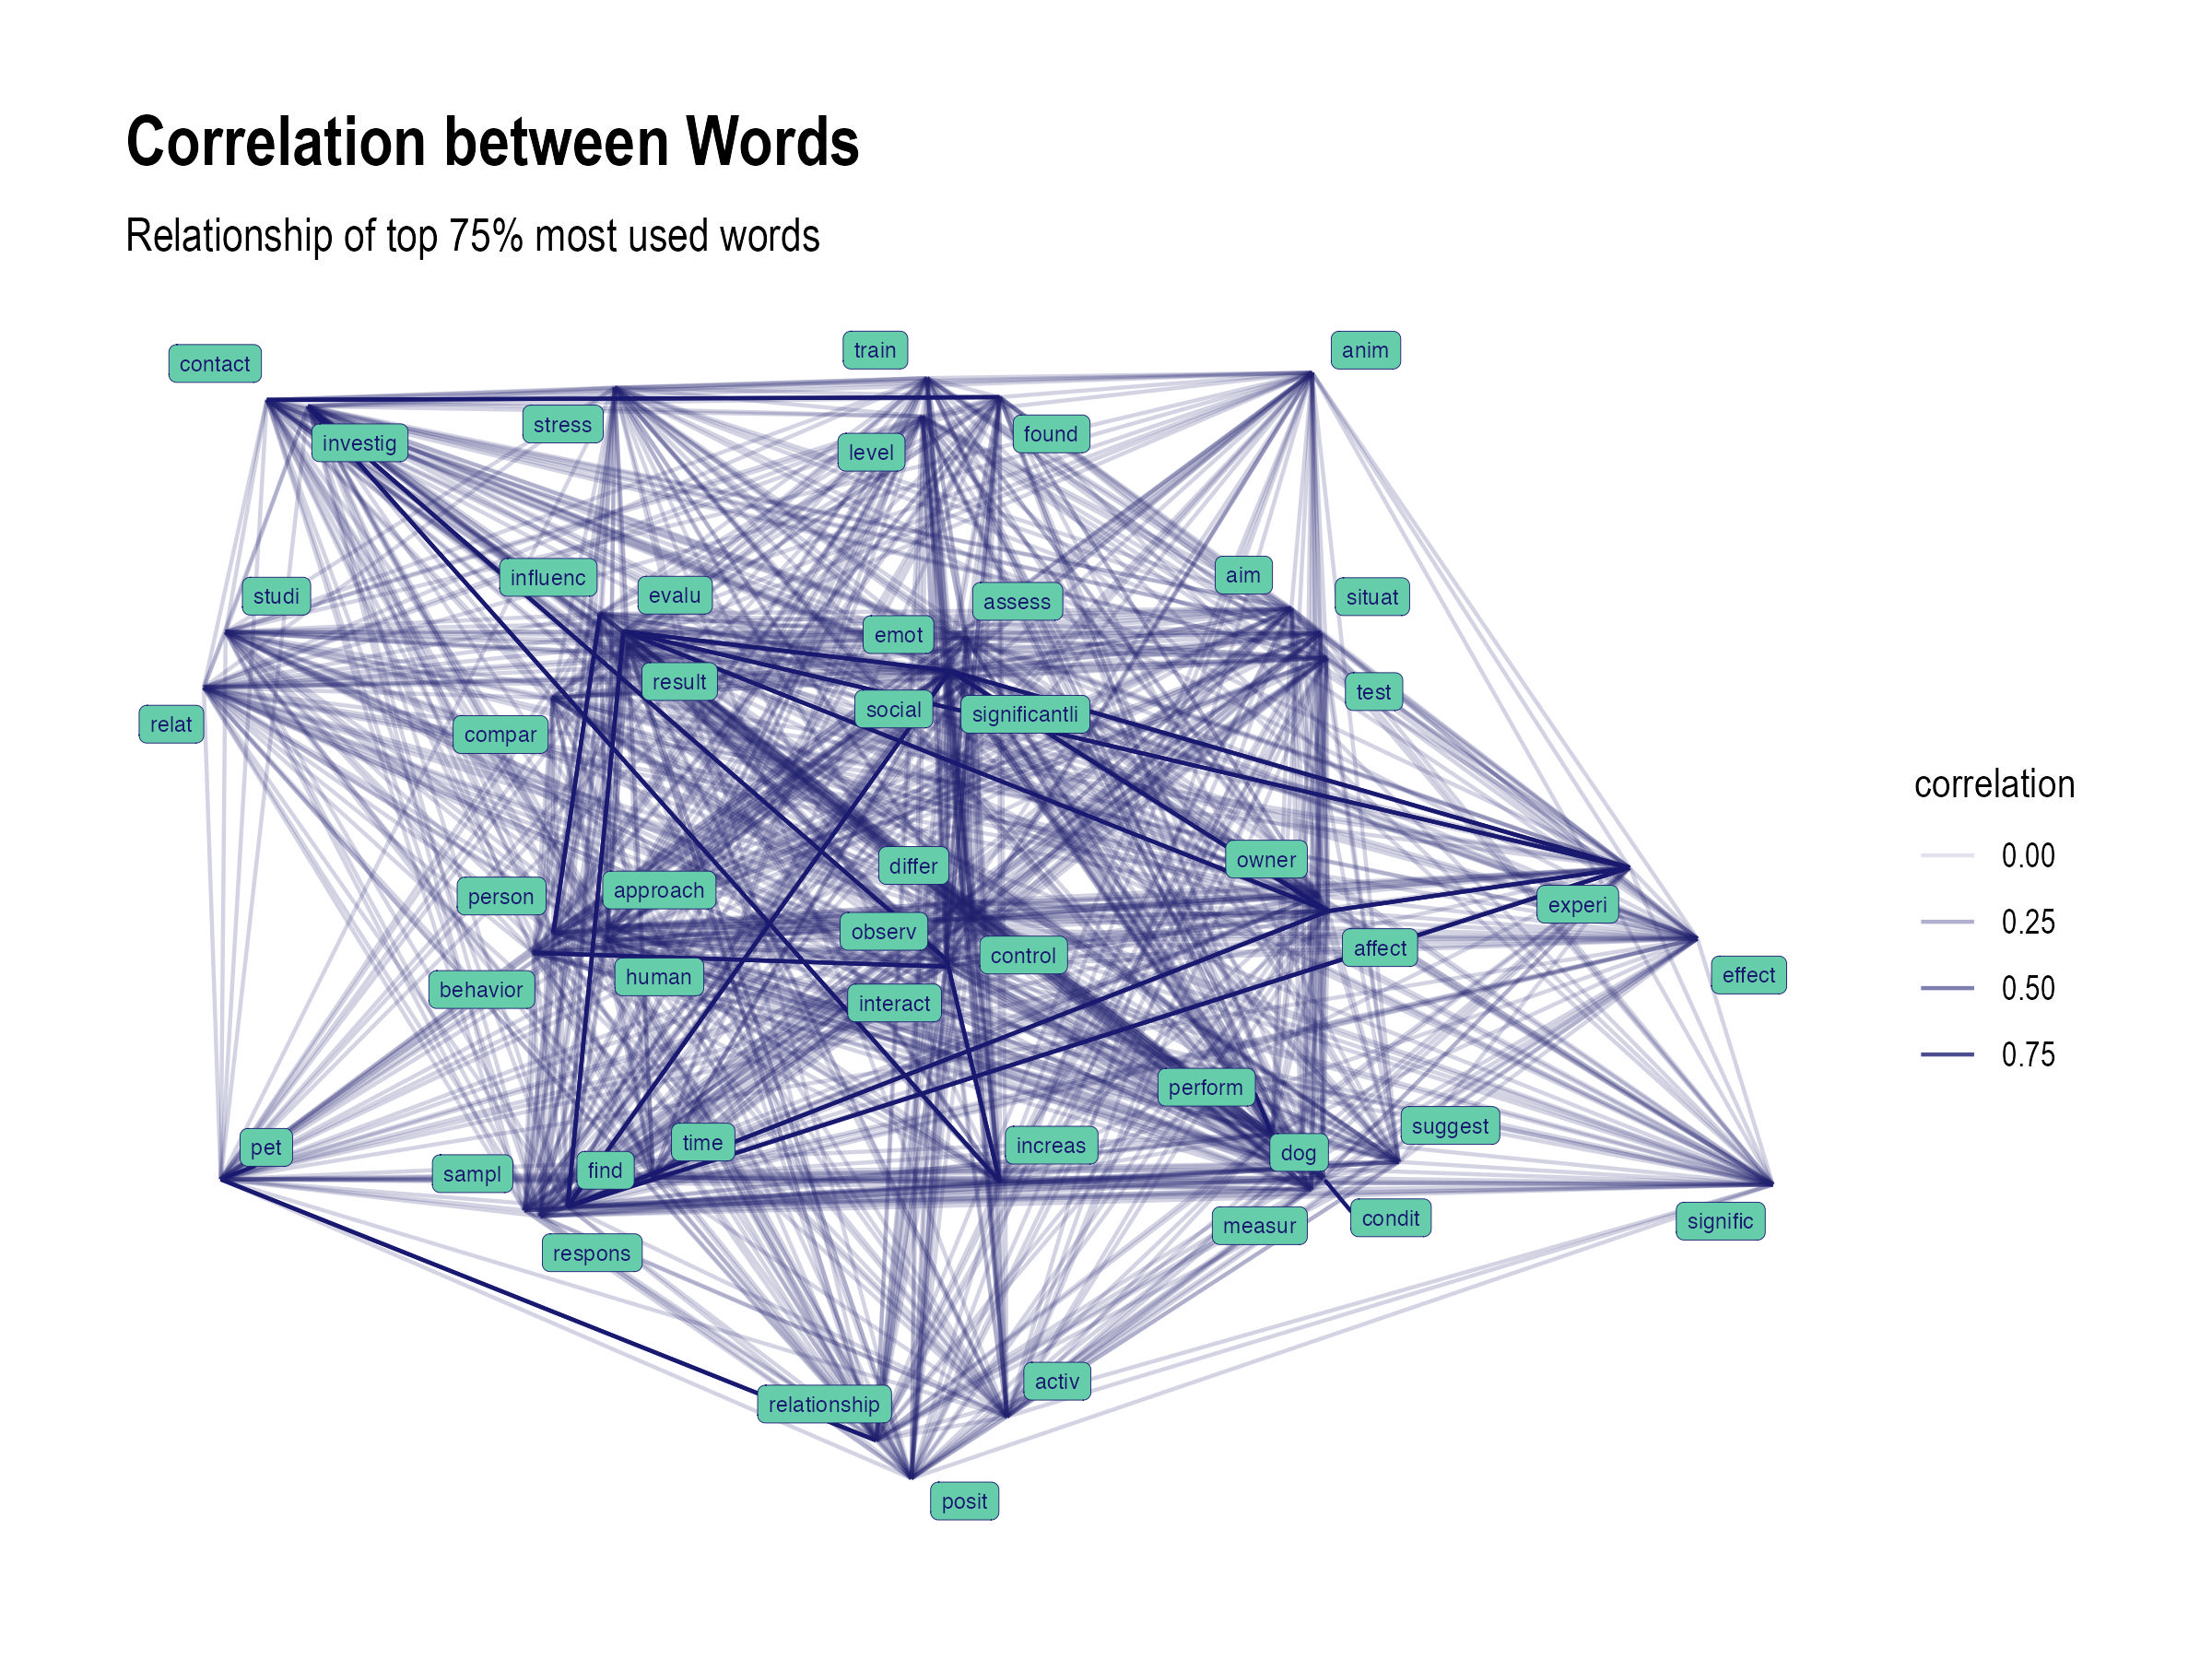 Correlation between Words
Relationship of top 75% most used words
contact
train
anim
investig
stress
level
found
studi
influenc
evalu
assess
aim
situat
emot
relat
compar
result
social
significantli
test
person
approach
differ
owner
experi
observ
control
affect
behavior
human
interact
effect
pet
sampl
find
time
increas
perform
dog
suggest
respons
measur
condit
signific
relationship
activ
posit
correlation
0.00
0.25
0.50
0.75